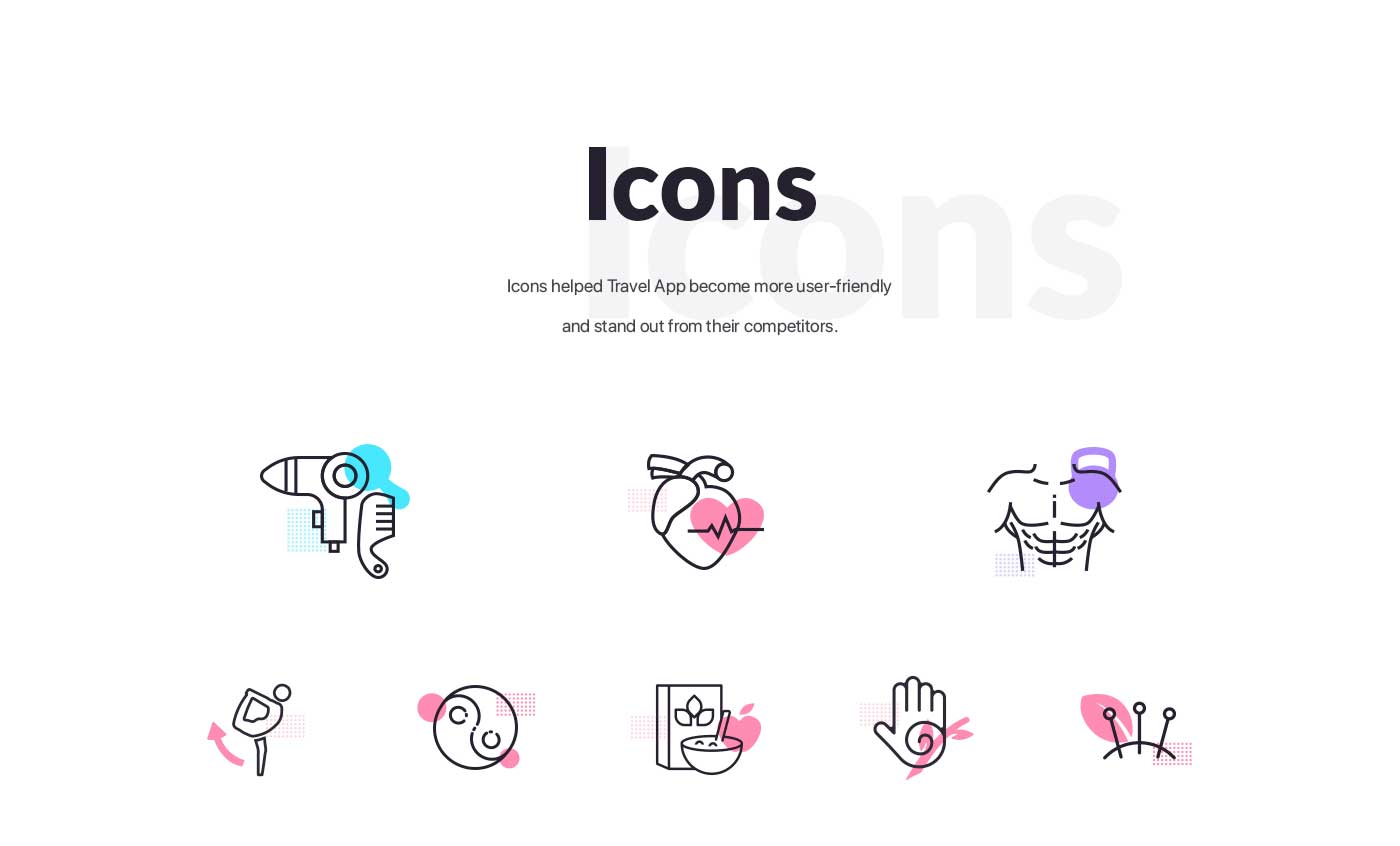 Icons
Icons
Icons helped Travel App become more user-friendly
and stand out from their competitors.